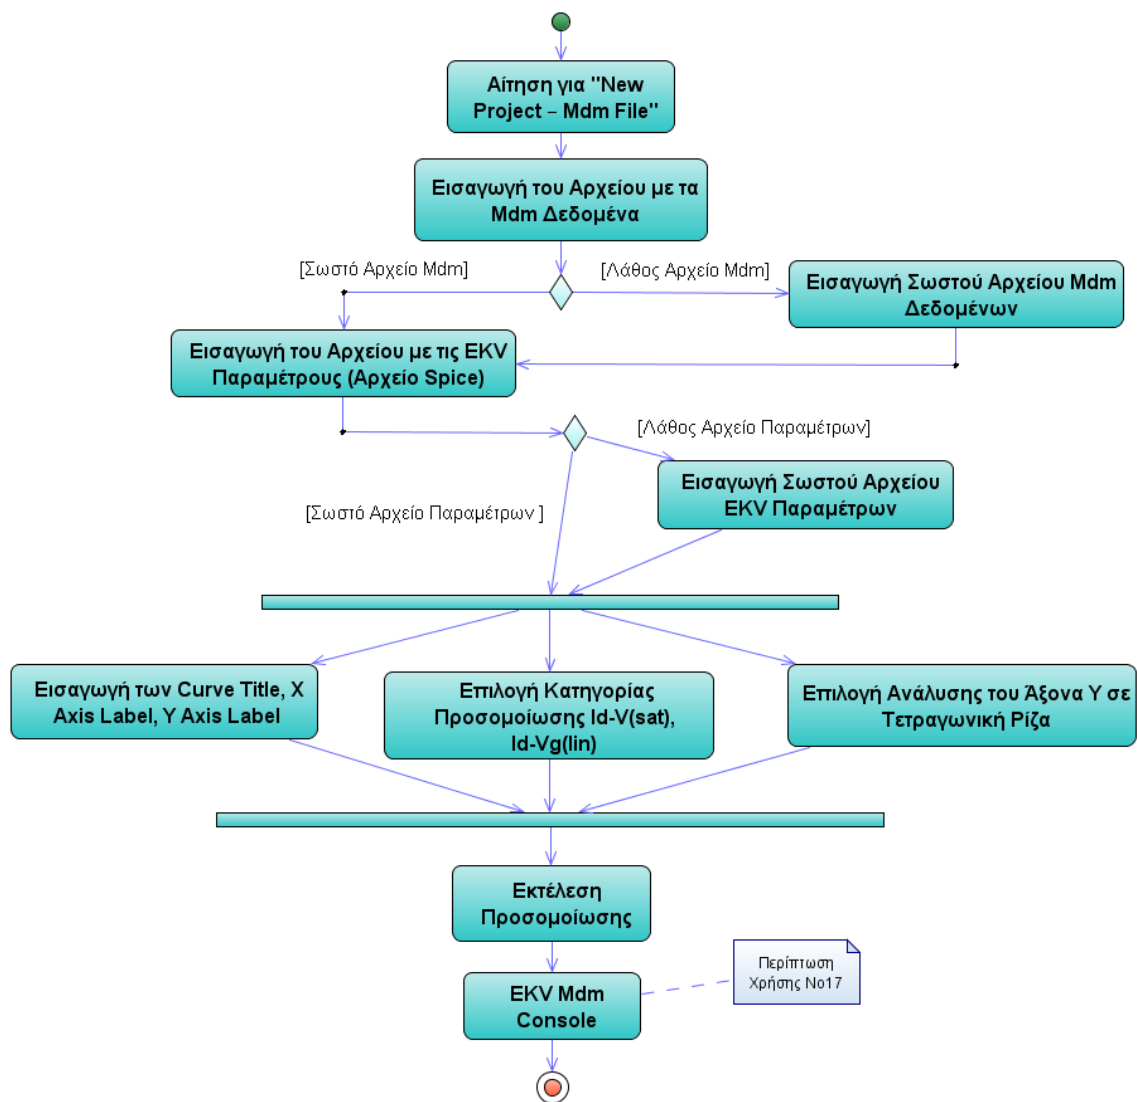 Αίτηση για "New
Project – Mdm File"
Εισαγωγή του Αρχείου με τα
Mdm Δεδομένα
[Σωστό Αρχείο Mdm]
[Λάθος Αρχείο Mdm]
Εισαγωγή Σωστού Αρχείου Mdm
Δεδομένων
Εισαγωγή του Αρχείου με τις EKV
Παραμέτρους (Αρχείο Spice)
[Λάθος Αρχείο Παραμέτρων]
Εισαγωγή Σωστού Αρχείου
EKV Παραμέτρων
[Σωστό Αρχείο Παραμέτρων ]
Εισαγωγή των Curve Title, X
Axis Label, Y Axis Label
Επιλογή Κατηγορίας
Προσομοίωσης Id-V(sat),
Id-Vg(lin)
Επιλογή Ανάλυσης του Άξονα Υ σε
Τετραγωνική Ρίζα
Εκτέλεση
Προσομοίωσης
EKV Mdm
Console
Περίπτωση
Χρήσης Νο17